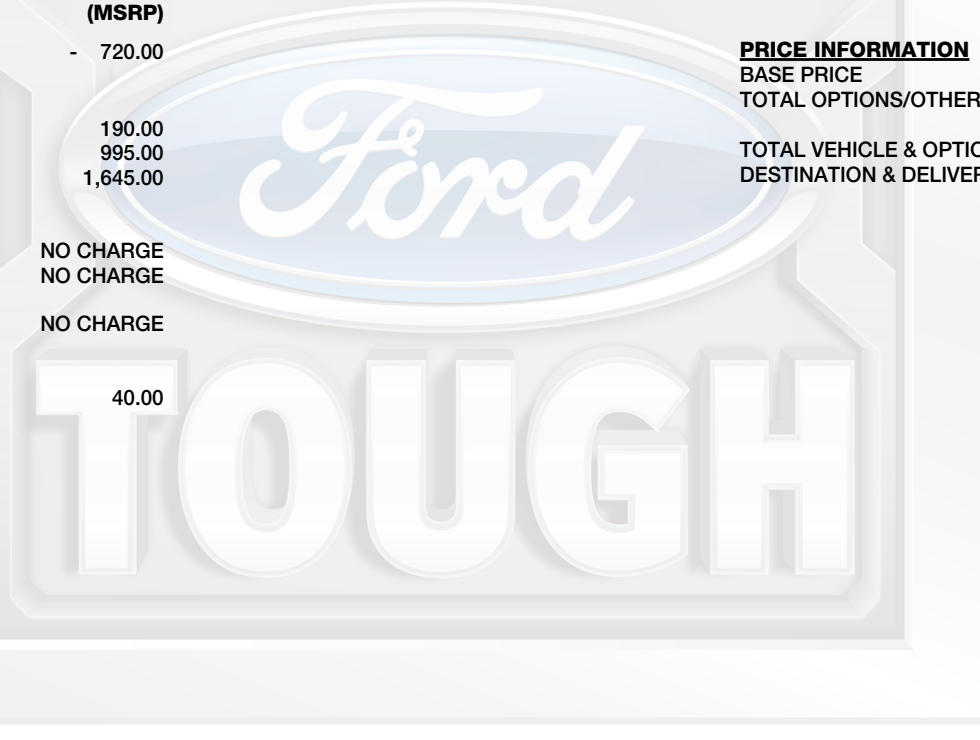 (MSRP)
- 720.00
190.00
995.00
1,645.00
NO CHARGE
NO CHARGE
NO CHARGE
40.00
PRICE INFORMATION
BASE PRICE
TOTAL OPTIONS/OTHER
TOTAL VEHICLE & OPTIO
DESTINATION & DELIVER
Ford
TOUGH